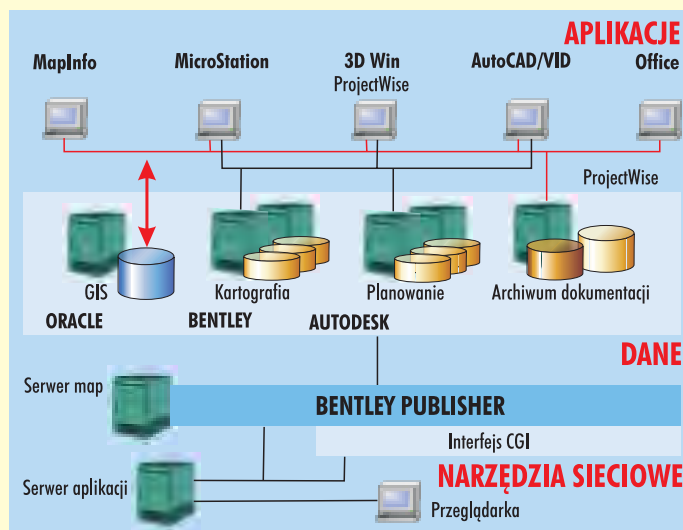 APLIKACJE
MapInfo
MicroStation
3D Win
ProjectWise
AutoCAD/VID
Office
ProjectWise
GIS
Kartografia
Planowanie
Archiwum dokumentacji
ORACLE
BENTLEY
AUTODESK
DANE
Serwer map
BENTLEY PUBLISHER
Interfejs CGI
NARZĘDZIA SIECIOWE
Serwer aplikacji
Przeglądarka